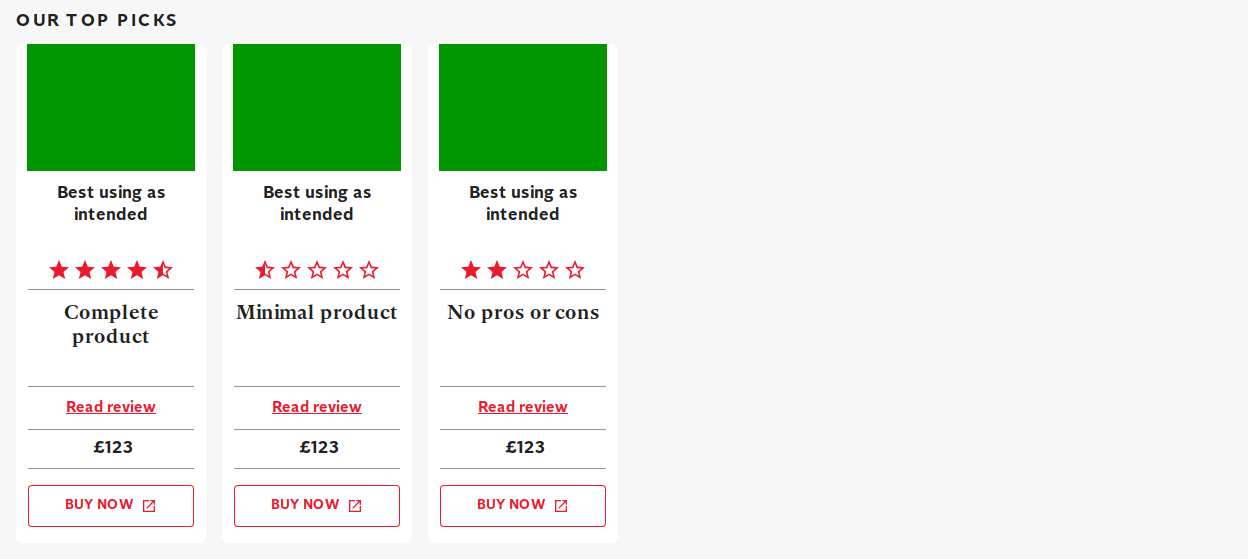 OUR TOP PICKS
Best using as
intended
Complete
product
Read review
£123
BUY NOW
Best using as
intended
Minimal product
Read review
£123
BUY NOW
Best using as
intended
No pros or cons
Read review
£123
BUY NOW